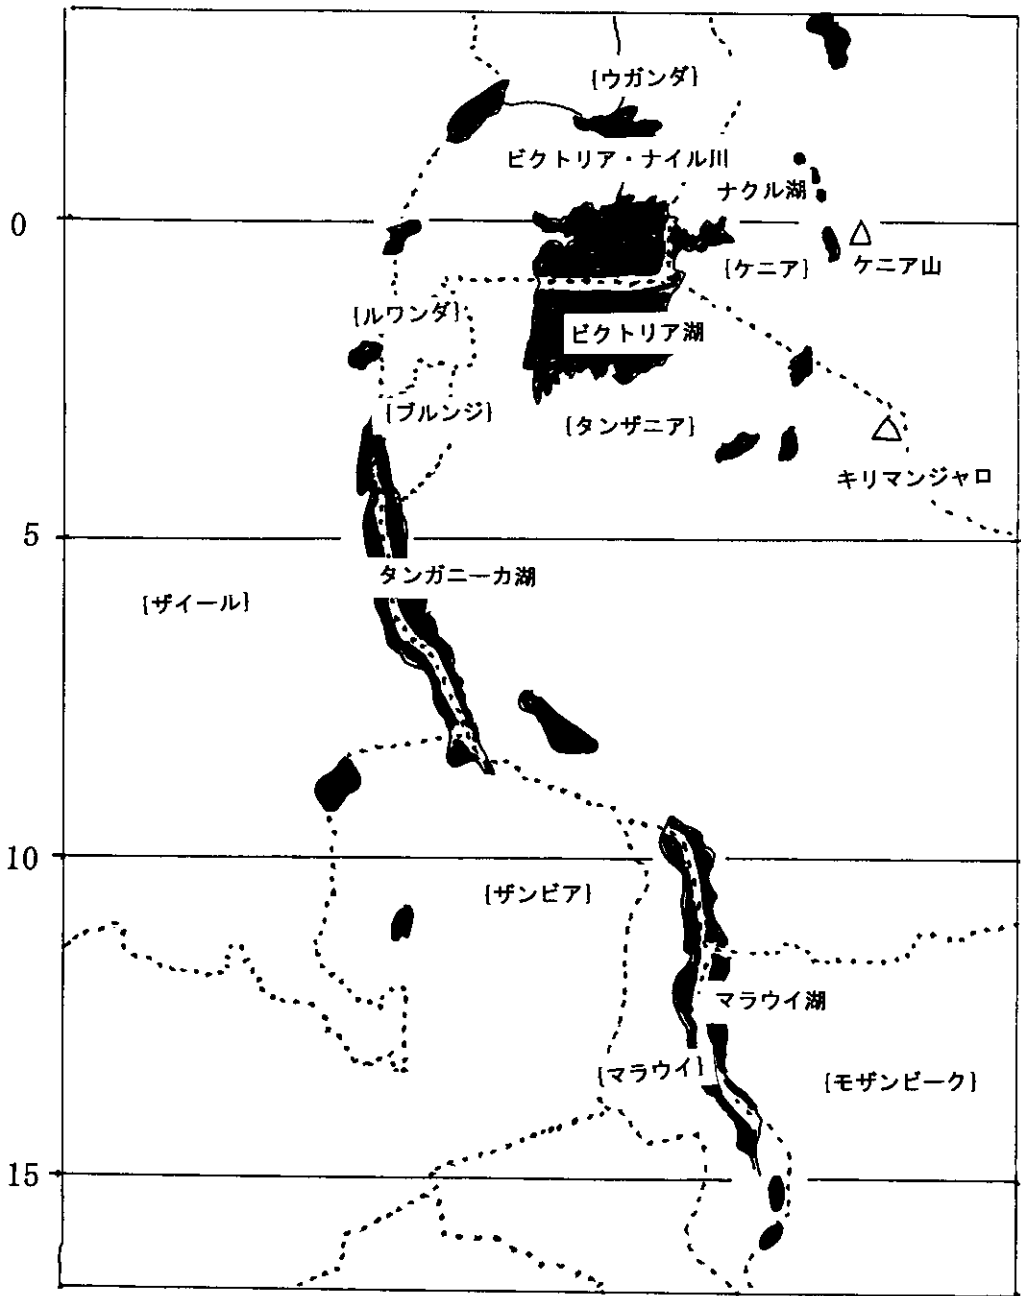 {ウガンダ}
ビクトリア・ナイル川
ナクル湖
0
{ケニア}
ケニア山
{ルワンダ}
ビクトリア湖
{ブルンジ}
{タンザニア}
キリマンジャロ
5
タンガニーカ湖
{ザイール}
10
{ザンビア}
マラウイ湖
{マラウイ}
{モザンビーク}
15